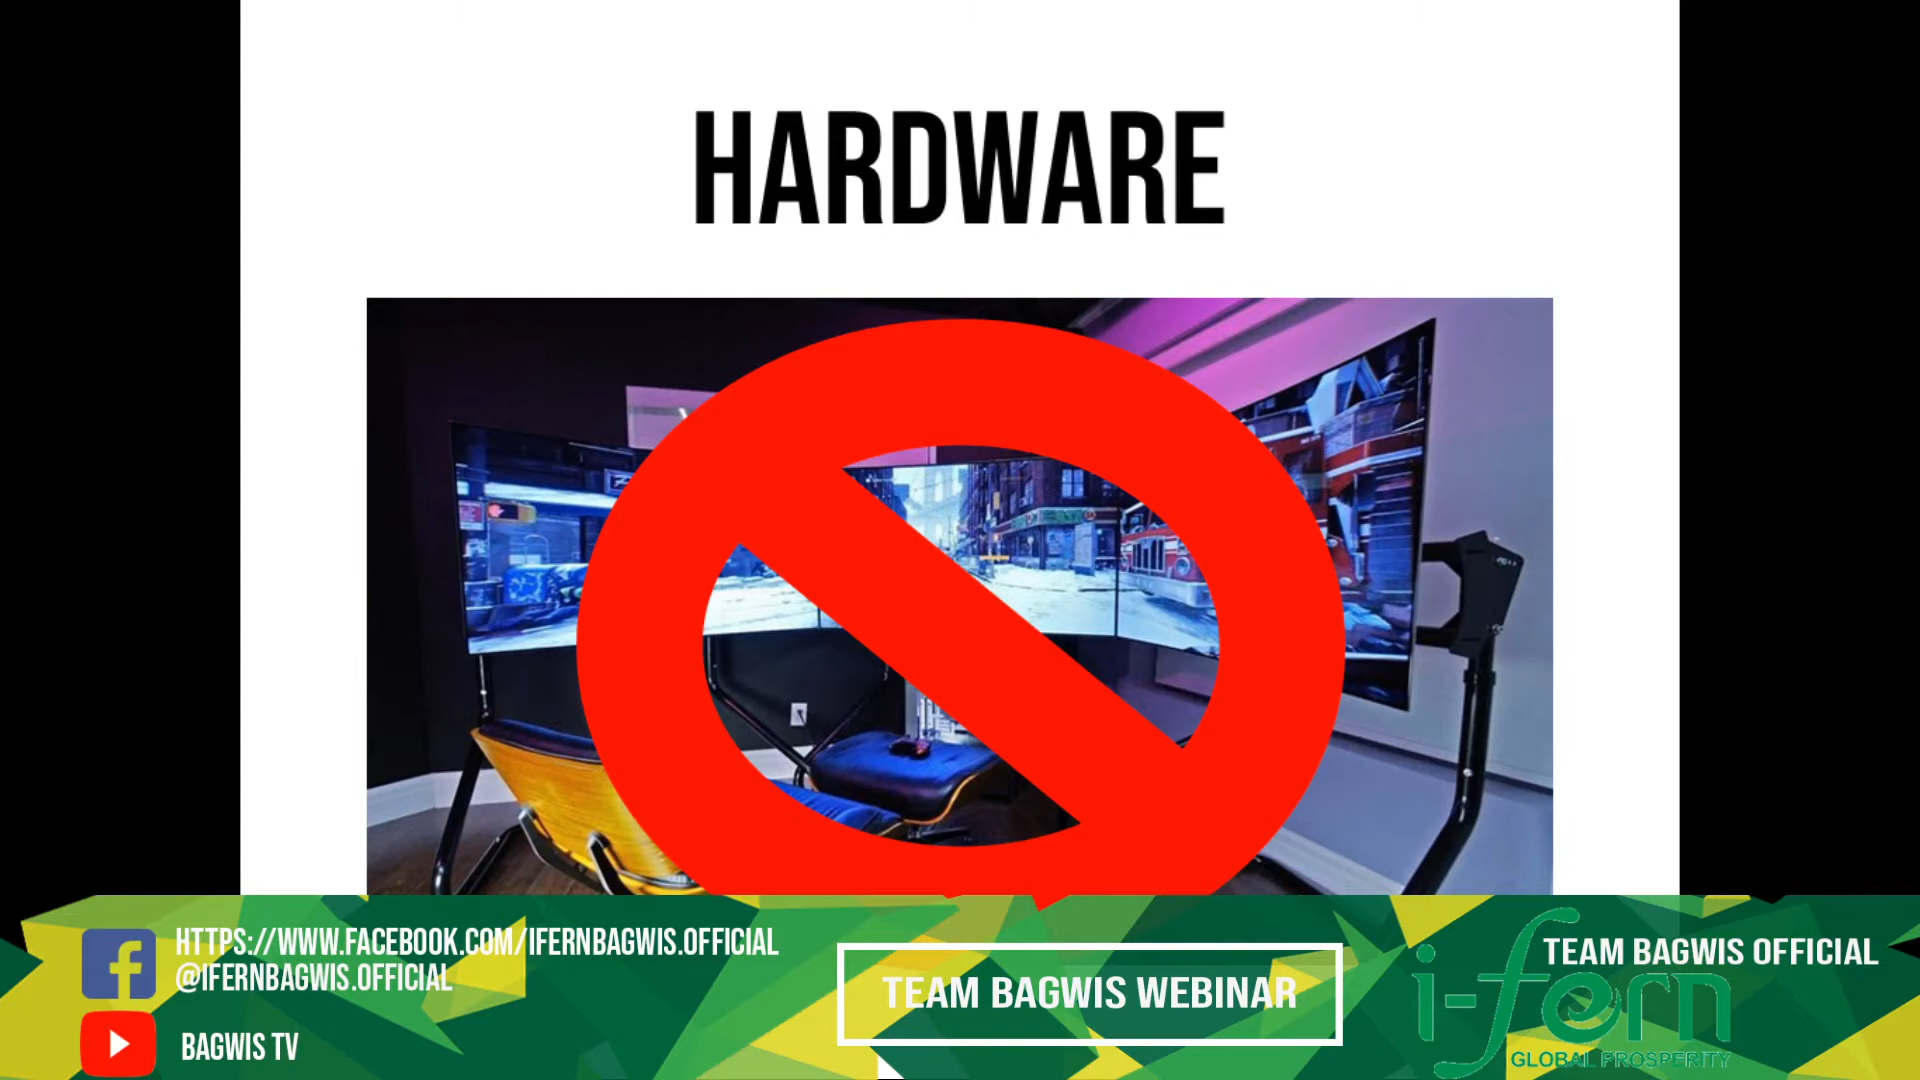 HARDWARE
HTTPS://WWW.FACEBOOK.COM/IFERNBAGWIS.OFFICIAL
@IFERNBAGWIS.OFFICIAL
BAGWIS TV
TEAM BAGWIS WEBINAR
TEAM BAGWIS OFFICIAL
i-fern
GLOBAL PROSPERITY